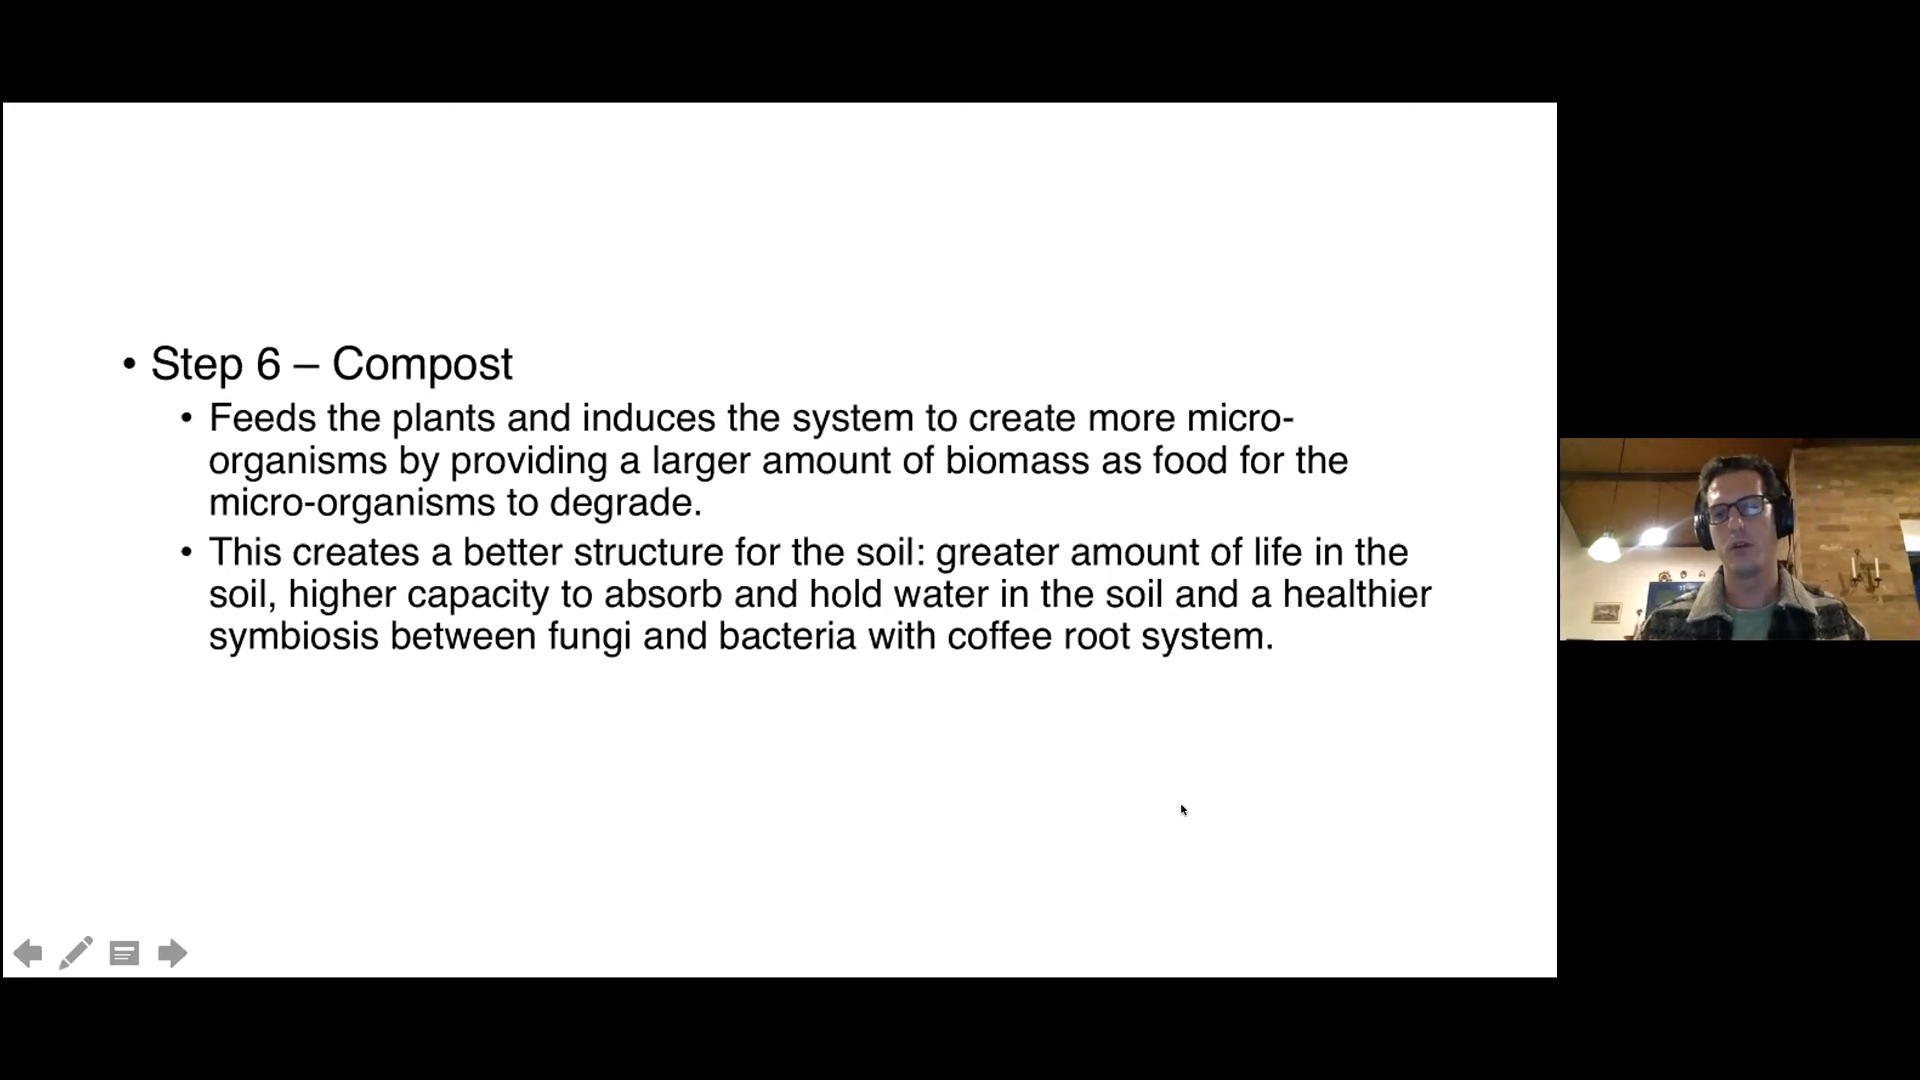 • Step 6 – Compost
• Feeds the plants and induces the system to create more micro-
organisms by providing a larger amount of biomass as food for the
micro-organisms to degrade.
• This creates a better structure for the soil: greater amount of life in the
soil, higher capacity to absorb and hold water in the soil and a healthier
symbiosis between fungi and bacteria with coffee root system.